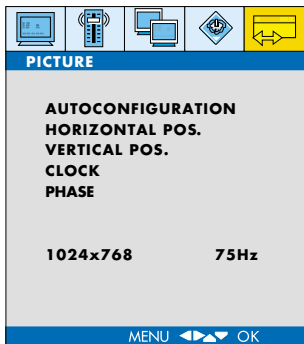 PICTURE
AUTOCONFIGURATION
HORIZONTAL POS.
VERTICAL POS.
CLOCK
PHASE
1024x768 75Hz
MENU ◀▶▲▼ OK